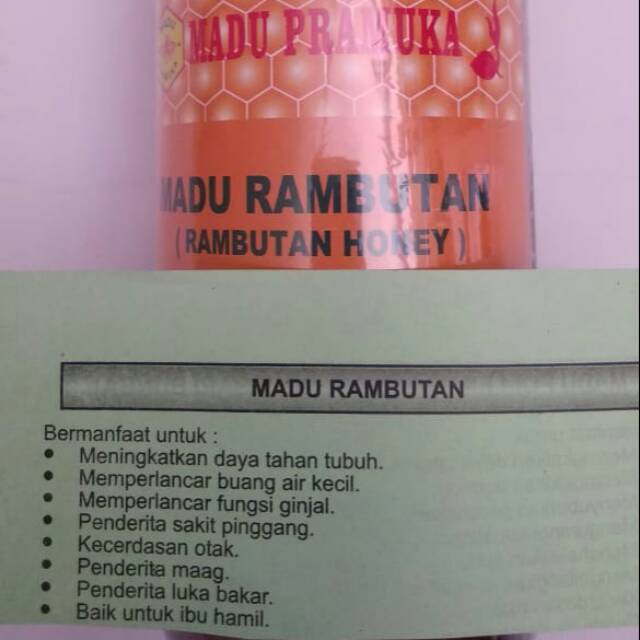 MADU PRAMUKA
MADU RAMBUTAN
( RAMBUTAN HONEY )
MADU RAMBUTAN
Bermanfaat untuk :
• Meningkatkan daya tahan tubuh.
• Memperlancar buang air kecil.
• Memperlancar fungsi ginjal.
• Penderita sakit pinggang.
• Kecerdasan otak.
• Penderita maag.
• Penderita luka bakar.
• Baik untuk ibu hamil.